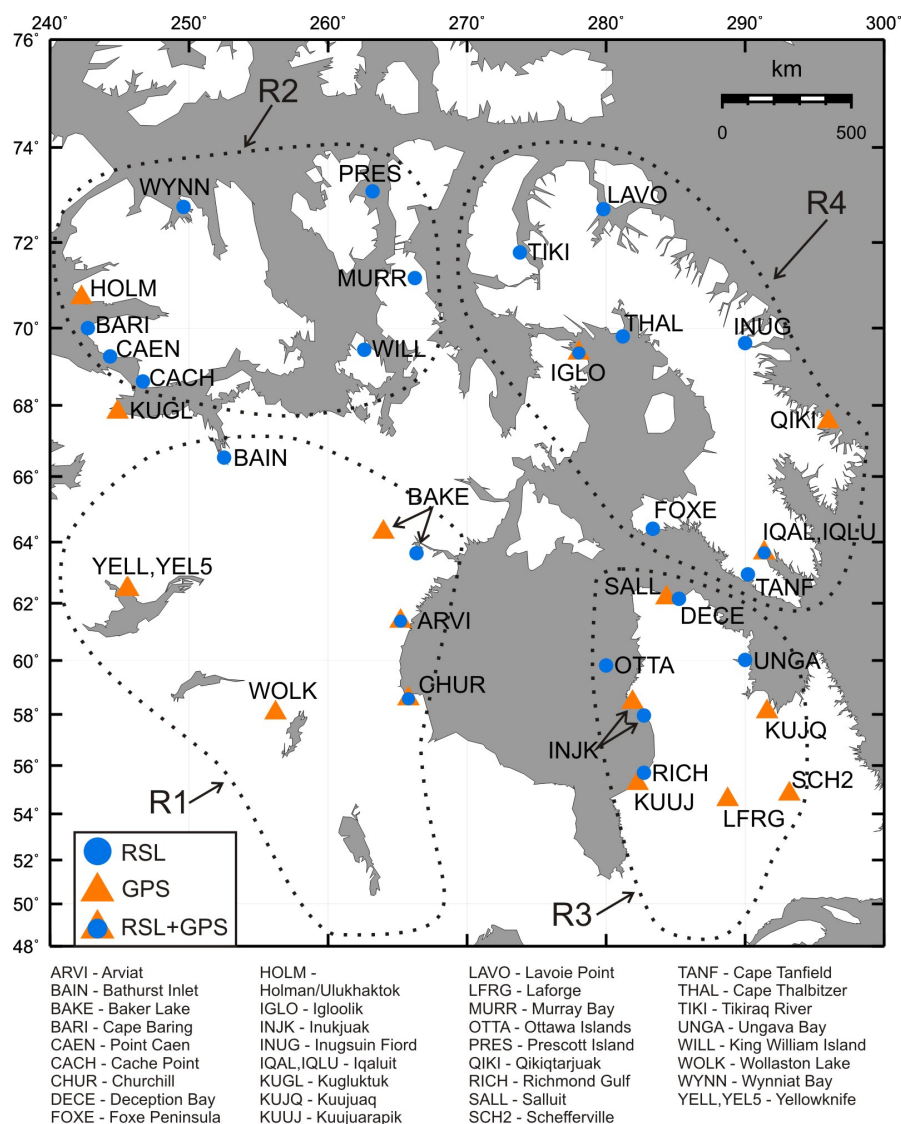 240° 250° 260° 270° 280° 290° 300°
76°
km
0 500
R2
74°
WYNN
PRES
LAVO
R4
72°
TIKI
MURR
HOLM
BARI
70°
THAL
INUG
CAEN
WILL
IGLO
CACH
68°
KUGL
QIKI
BAIN
66°
BAKE
FOXE
64°
IQAL,IQLU
YELL,YEL5
TANF
SALL
62°
DECE
ARVI
60°
OTTA
UNGA
CHUR
WOLK
58°
KUJQ
INJK
56°
RICH
SCH2
R1
KUUJ
LFRG
54°
RSL
52°
GPS
50°
R3
RSL+GPS
48°
ARVI - Arviat
BAIN - Bathurst Inlet
BAKE - Baker Lake
BARI - Cape Baring
CAEN - Point Caen
CACH - Cache Point
CHUR - Churchill
DECE - Deception Bay
FOXE - Foxe Peninsula
HOLM -
Holman/Ulukhaktok
IGLO - Igloolik
INJK - Inukjuak
INUG - Inugsuin Fiord
IQAL,IQLU - Iqaluit
KUGL - Kugluktuk
KUJQ - Kuujuaq
KUUJ - Kuujuarapik
LAVO - Lavoie Point
LFRG - Laforge
MURR - Murray Bay
OTTA - Ottawa Islands
PRES - Prescott Island
QIKI - Qikiqtarjuak
RICH - Richmond Gulf
SALL - Salluit
SCH2 - Schefferville
TANF - Cape Tanfield
THAL - Cape Thalbitzer
TIKI - Tikiraq River
UNGA - Ungava Bay
WILL - King William Island
WOLK - Wollaston Lake
WYNN - Wynniat Bay
YELL,YEL5 - Yellowknife